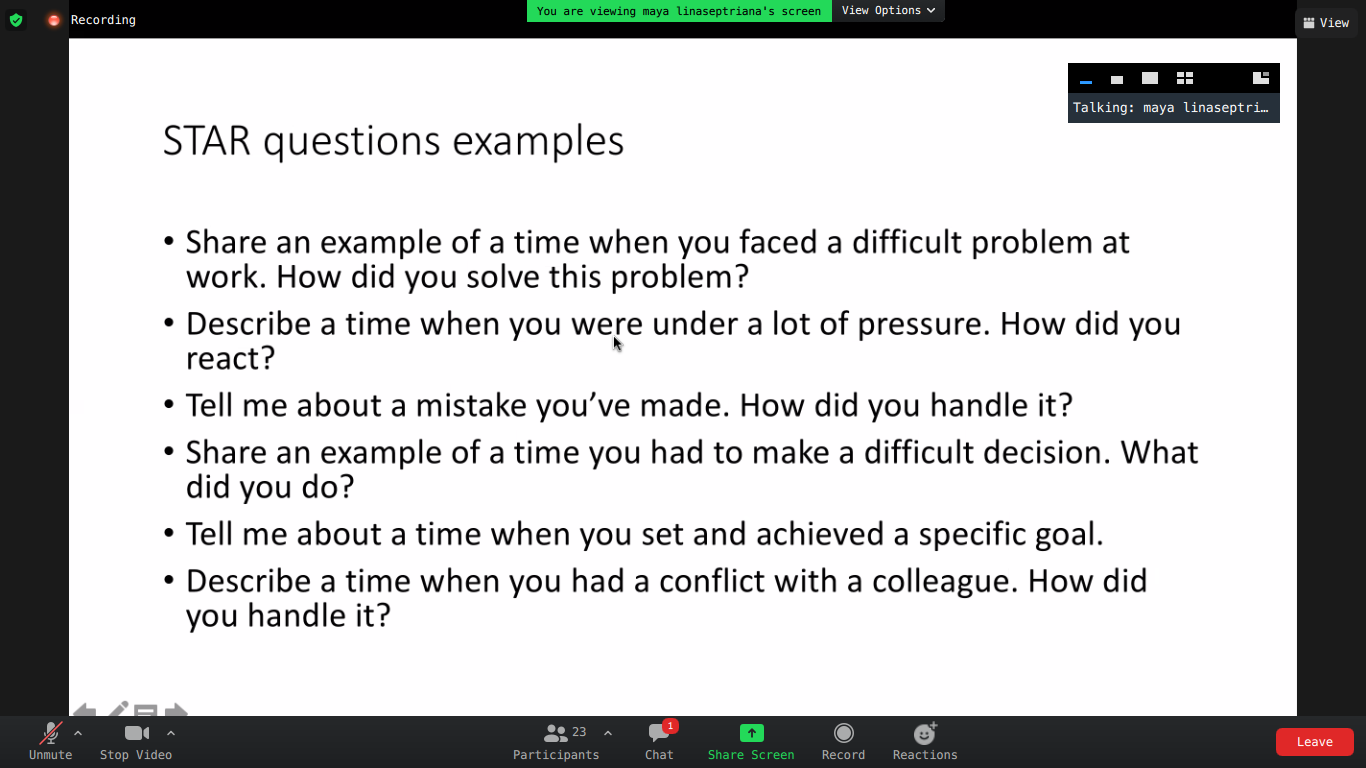 Recording
You are viewing maya linaseptriana's screen
View Options
View
Talking: maya linaseptri…
STAR questions examples
• Share an example of a time when you faced a difficult problem at
work. How did you solve this problem?
• Describe a time when you were under a lot of pressure. How did you
react?
• Tell me about a mistake you’ve made. How did you handle it?
• Share an example of a time you had to make a difficult decision. What
did you do?
• Tell me about a time when you set and achieved a specific goal.
• Describe a time when you had a conflict with a colleague. How did
you handle it?
Unmute
Stop Video
23
Participants
1
Chat
Share Screen
Record
Reactions
Leave